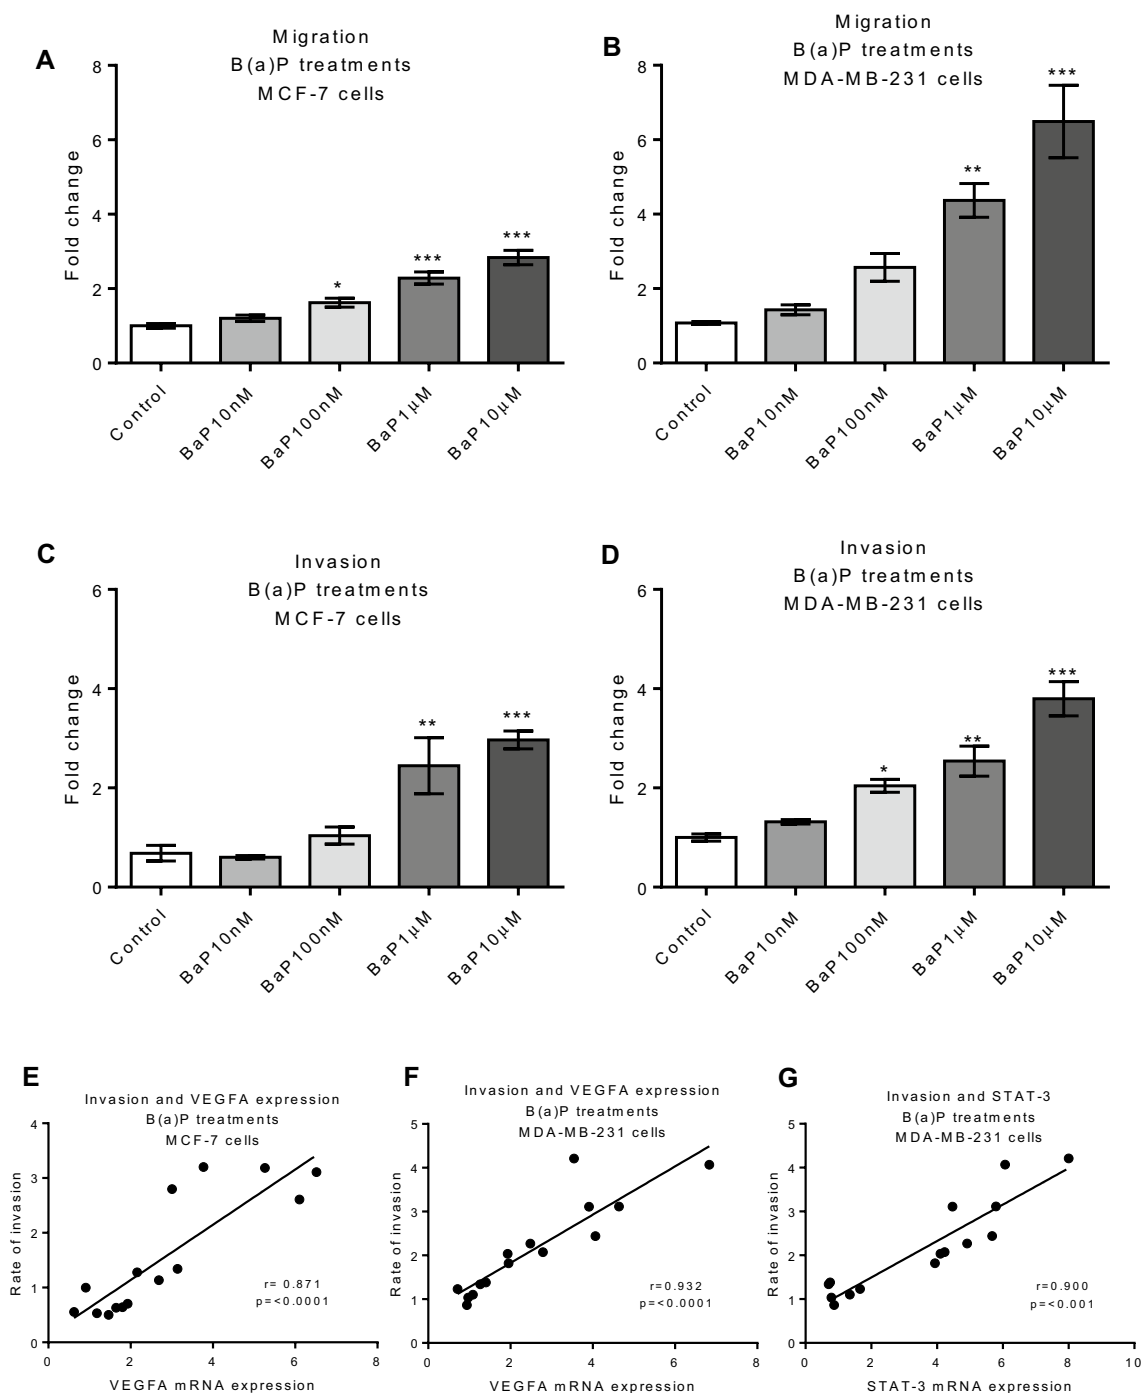 A
Migration
B(a)P treatments
MCF-7 cells
Fold change
8
6
4
2
0
*
***
***
Control
BaP10nM
BaP100nM
BaP1µM
BaP10µM
B
Migration
B(a)P treatments
MDA-MB-231 cells
Fold change
8
6
4
2
0
**
***
Control
BaP10nM
BaP100nM
BaP1µM
BaP10µM
C
Invasion
B(a)P treatments
MCF-7 cells
Fold change
6
4
2
0
**
***
Control
BaP10nM
BaP100nM
BaP1µM
BaP10µM
D
Invasion
B(a)P treatments
MDA-MB-231 cells
Fold change
6
4
2
0
*
**
***
Control
BaP10nM
BaP100nM
BaP1µM
BaP10µM
E
Invasion and VEGFA expression
B(a)P treatments
MCF-7 cells
Rate of invasion
4
3
2
1
0
r= 0.871
p=<0.0001
0 2 4 6 8
VEGFA mRNA expression
F
Invasion and VEGFA expression
B(a)P treatments
MDA-MB-231 cells
Rate of invasion
5
4
3
2
1
0
r=0.932
p=<0.0001
0 2 4 6 8
VEGFA mRNA expression
G
Invasion and STAT-3
B(a)P treatments
MDA-MB-231 cells
Rate of invasion
5
4
3
2
1
0
r=0.900
p=<0.001
0 2 4 6 8 10
STAT-3 mRNA expression